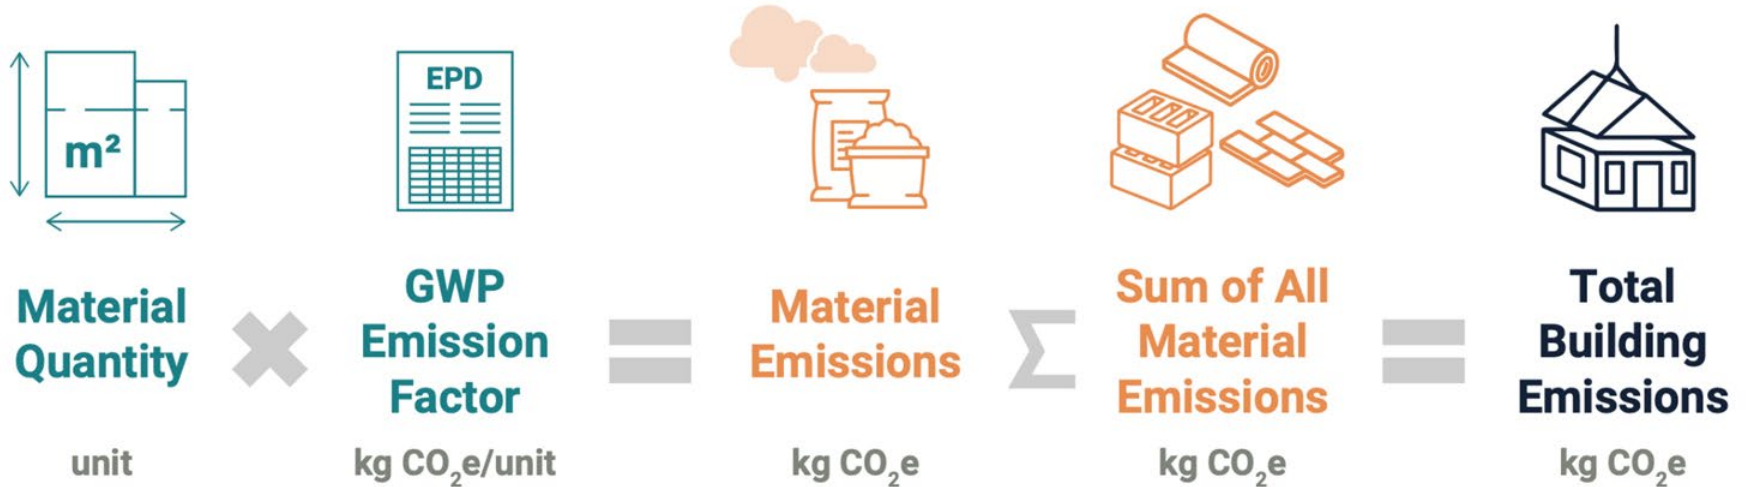 m²
EPD
Material
Quantity
unit
GWP
Emission
Factor
kg CO₂e/unit
Material
Emissions
kg CO₂e
Σ
Sum of All
Material
Emissions
kg CO₂e
Total
Building
Emissions
kg CO₂e